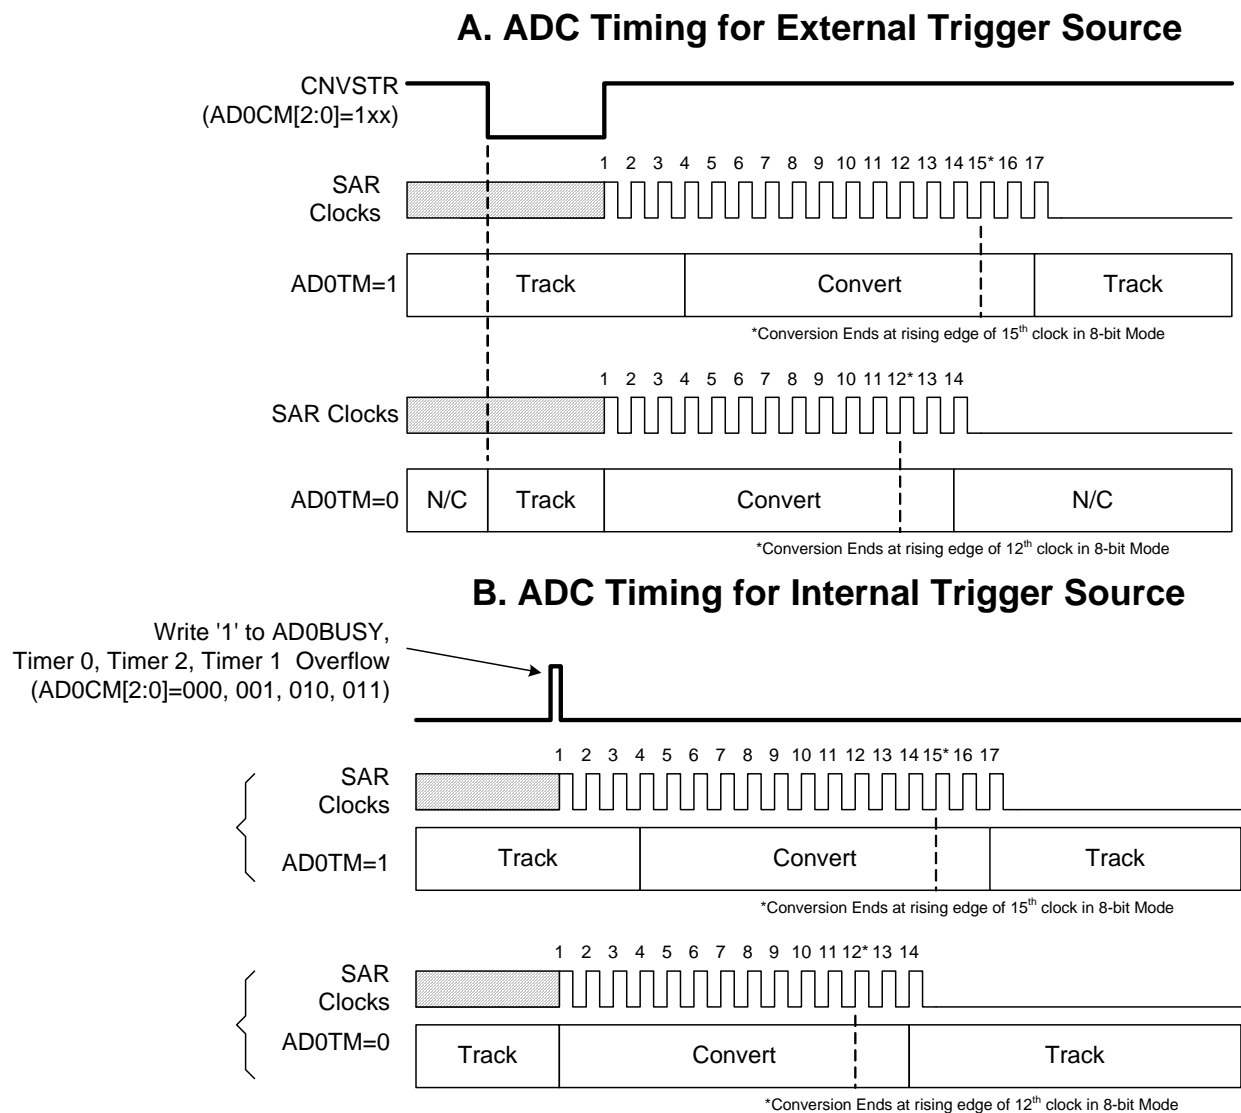 A. ADC Timing for External Trigger Source
CNVSTR
(AD0CM[2:0]=1xx)
1 2 3 4 5 6 7 8 9 10 11 12 13 14 15* 16 17
SAR
Clocks
AD0TM=1 Track Convert Track
*Conversion Ends at rising edge of 15th clock in 8-bit Mode
1 2 3 4 5 6 7 8 9 10 11 12* 13 14
SAR Clocks
AD0TM=0 N/C Track Convert N/C
*Conversion Ends at rising edge of 12th clock in 8-bit Mode
B. ADC Timing for Internal Trigger Source
Write '1' to AD0BUSY,
Timer 0, Timer 2, Timer 1 Overflow
(AD0CM[2:0]=000, 001, 010, 011)
1 2 3 4 5 6 7 8 9 10 11 12 13 14 15* 16 17
SAR
Clocks
AD0TM=1 Track Convert Track
*Conversion Ends at rising edge of 15th clock in 8-bit Mode
1 2 3 4 5 6 7 8 9 10 11 12* 13 14
SAR
Clocks
AD0TM=0 Track Convert Track
*Conversion Ends at rising edge of 12th clock in 8-bit Mode